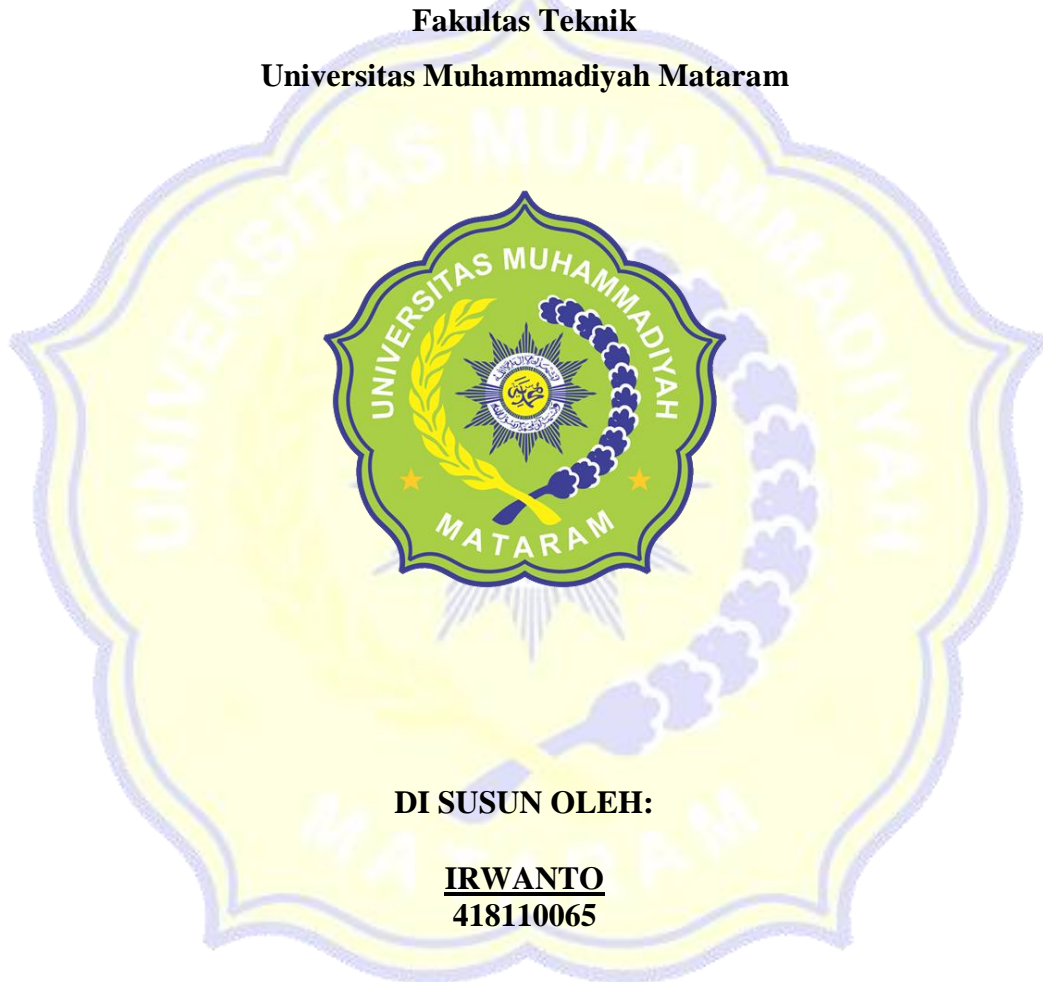 Fakultas Teknik
Universitas Muhammadiyah Mataram
UNIVERSITAS MUHAMMADIYAH
MATARAM
DI SUSUN OLEH:
IRWANTO
418110065